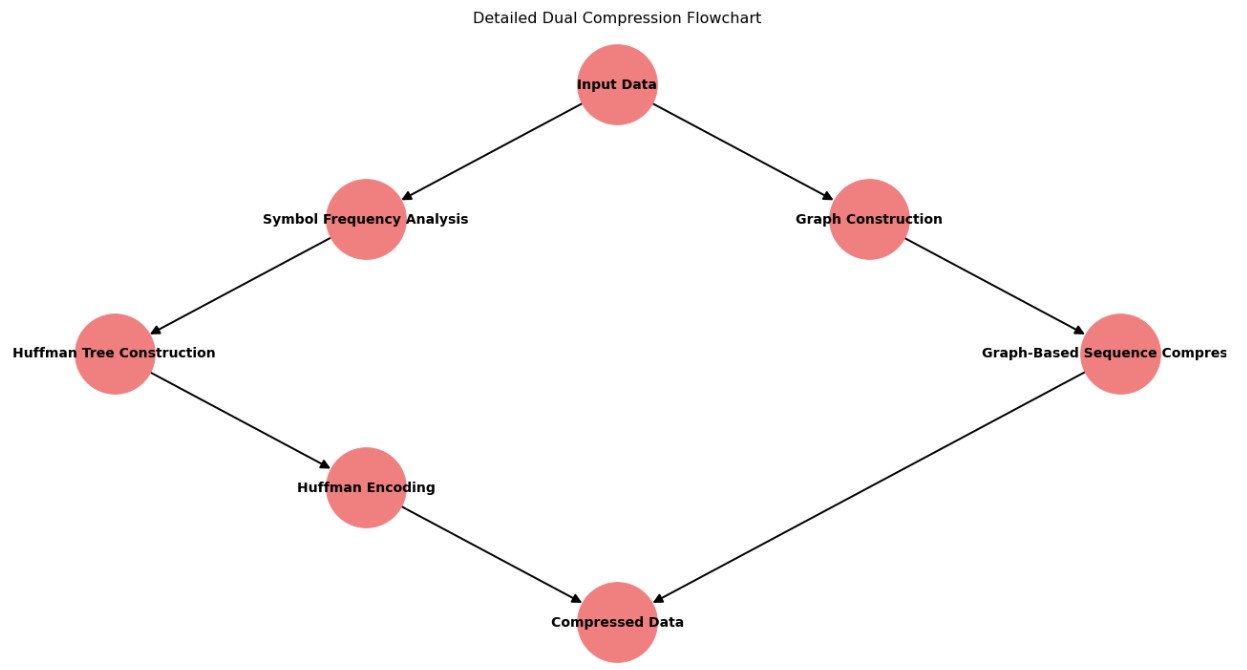 Detailed Dual Compression Flowchart
Input Data
Symbol Frequency Analysis
Graph Construction
Huffman Tree Construction
Graph-Based Sequence Compres
Huffman Encoding
Compressed Data